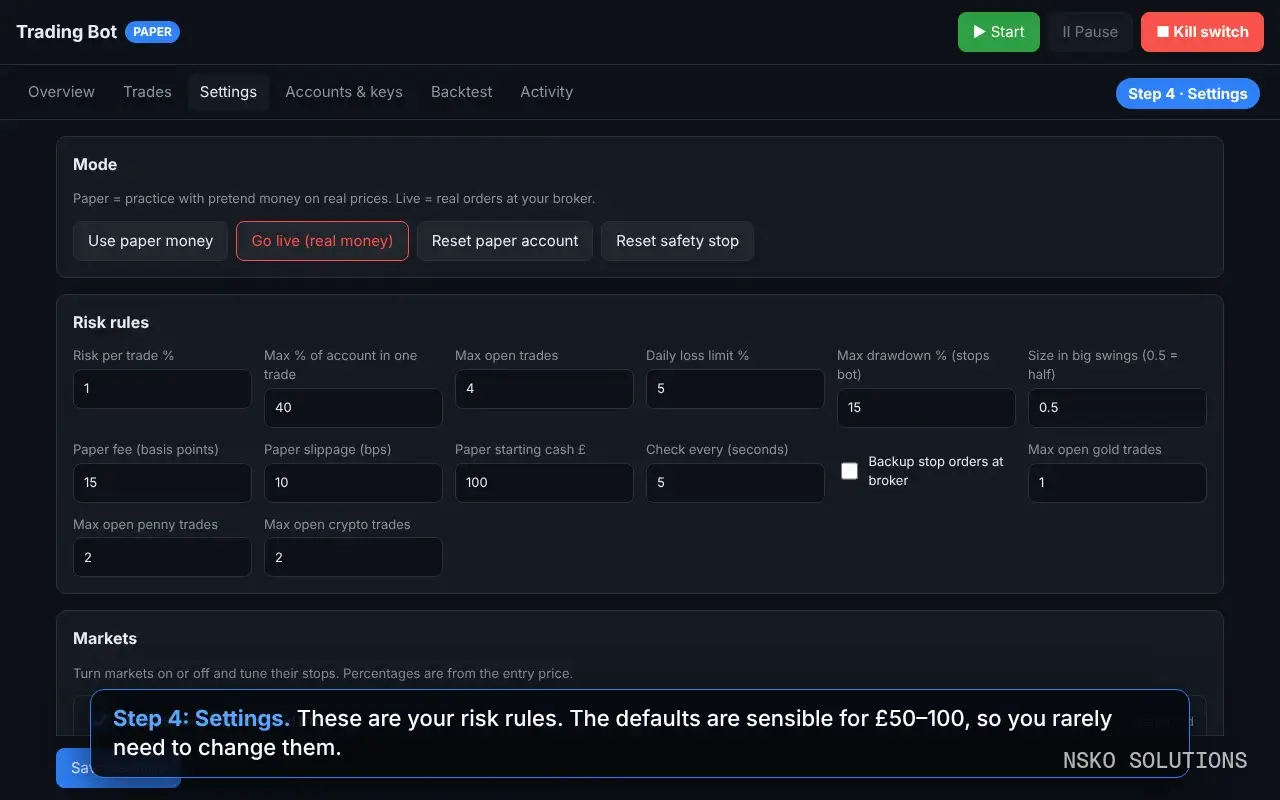 Trading Bot PAPER
▶ Start
II Pause
■ Kill switch
Overview
Trades
Settings
Accounts & keys
Backtest
Activity
Step 4 · Settings
Mode
Paper = practice with pretend money on real prices. Live = real orders at your broker.
Use paper money
Go live (real money)
Reset paper account
Reset safety stop
Risk rules
Risk per trade %
1
Max % of account in one
trade
40
Max open trades
4
Daily loss limit %
5
Max drawdown % (stops
bot)
15
Size in big swings (0.5 =
half)
0.5
Paper fee (basis points)
15
Paper slippage (bps)
10
Paper starting cash £
100
Check every (seconds)
5
Backup stop orders at
broker
Max open gold trades
1
Max open penny trades
2
Max open crypto trades
2
Markets
Turn markets on or off and tune their stops. Percentages are from the entry price.
Step 4: Settings. These are your risk rules. The defaults are sensible for £50–100, so you rarely
need to change them.
NSKO SOLUTIONS